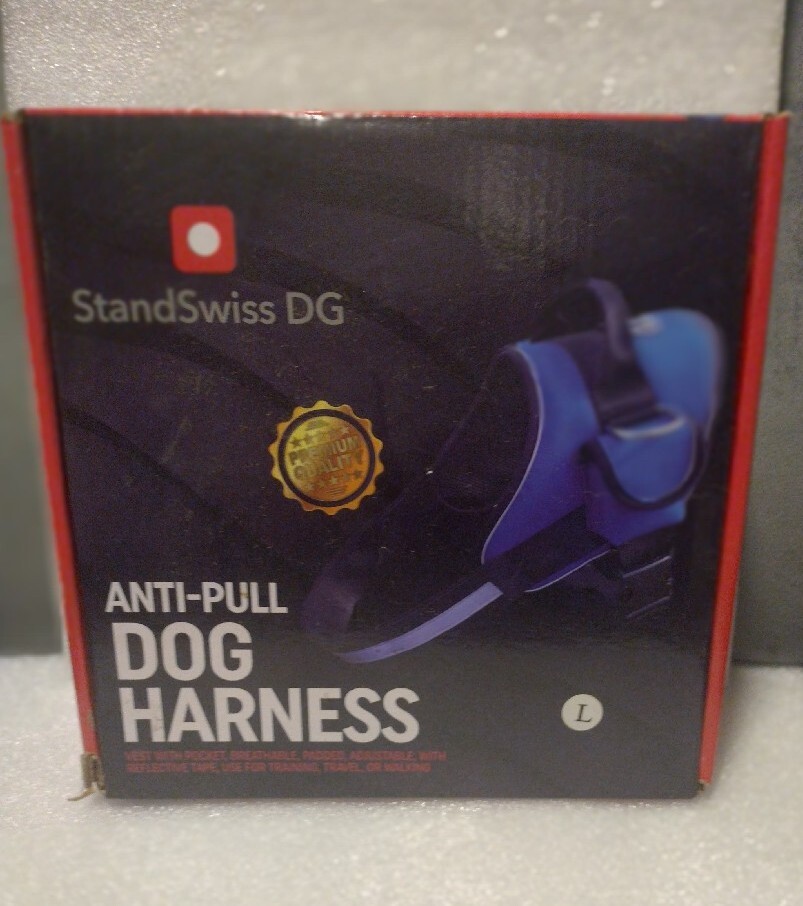 StandSwiss DG
PREMIUM
QUALITY
ANTI-PULL
DOG
HARNESS
L
VEST WITH POCKET, BREATHABLE, PADDED, ADJUSTABLE, WITH
REFLECTIVE TAPE, USE FOR TRAINING, TRAVEL, OR WALKING